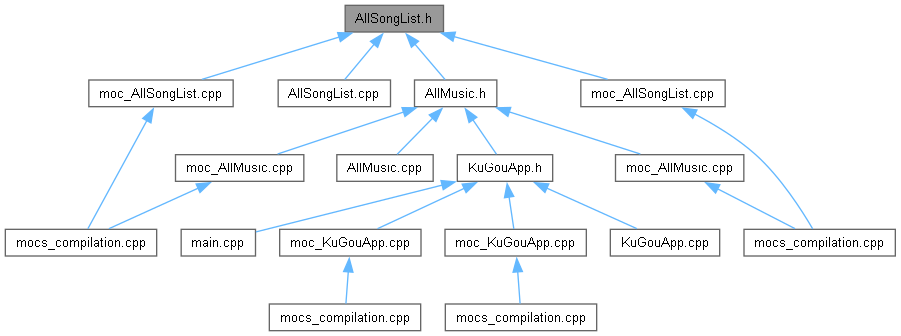 AllSongList.h
moc_AllSongList.cpp
AllSongList.cpp
AllMusic.h
moc_AllSongList.cpp
moc_AllMusic.cpp
AllMusic.cpp
KuGouApp.h
moc_AllMusic.cpp
mocs_compilation.cpp
main.cpp
moc_KuGouApp.cpp
moc_KuGouApp.cpp
KuGouApp.cpp
mocs_compilation.cpp
mocs_compilation.cpp
mocs_compilation.cpp